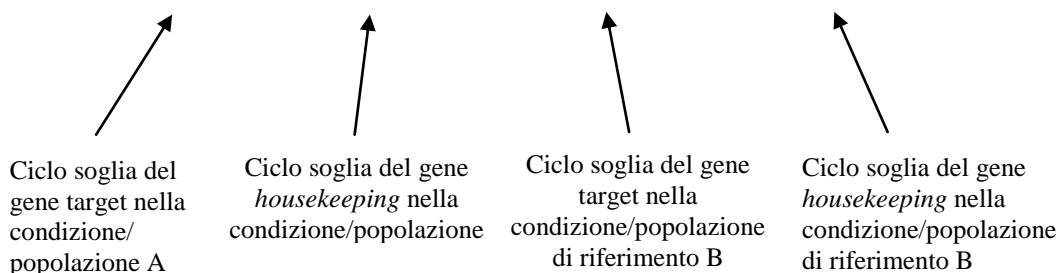 Ciclo soglia del
gene target nella
condizione/
popolazione A
Ciclo soglia del gene
housekeeping nella
condizione/popolazione
Ciclo soglia del gene
target nella
condizione/popolazione
di riferimento B
Ciclo soglia del gene
housekeeping nella
condizione/popolazione
di riferimento B